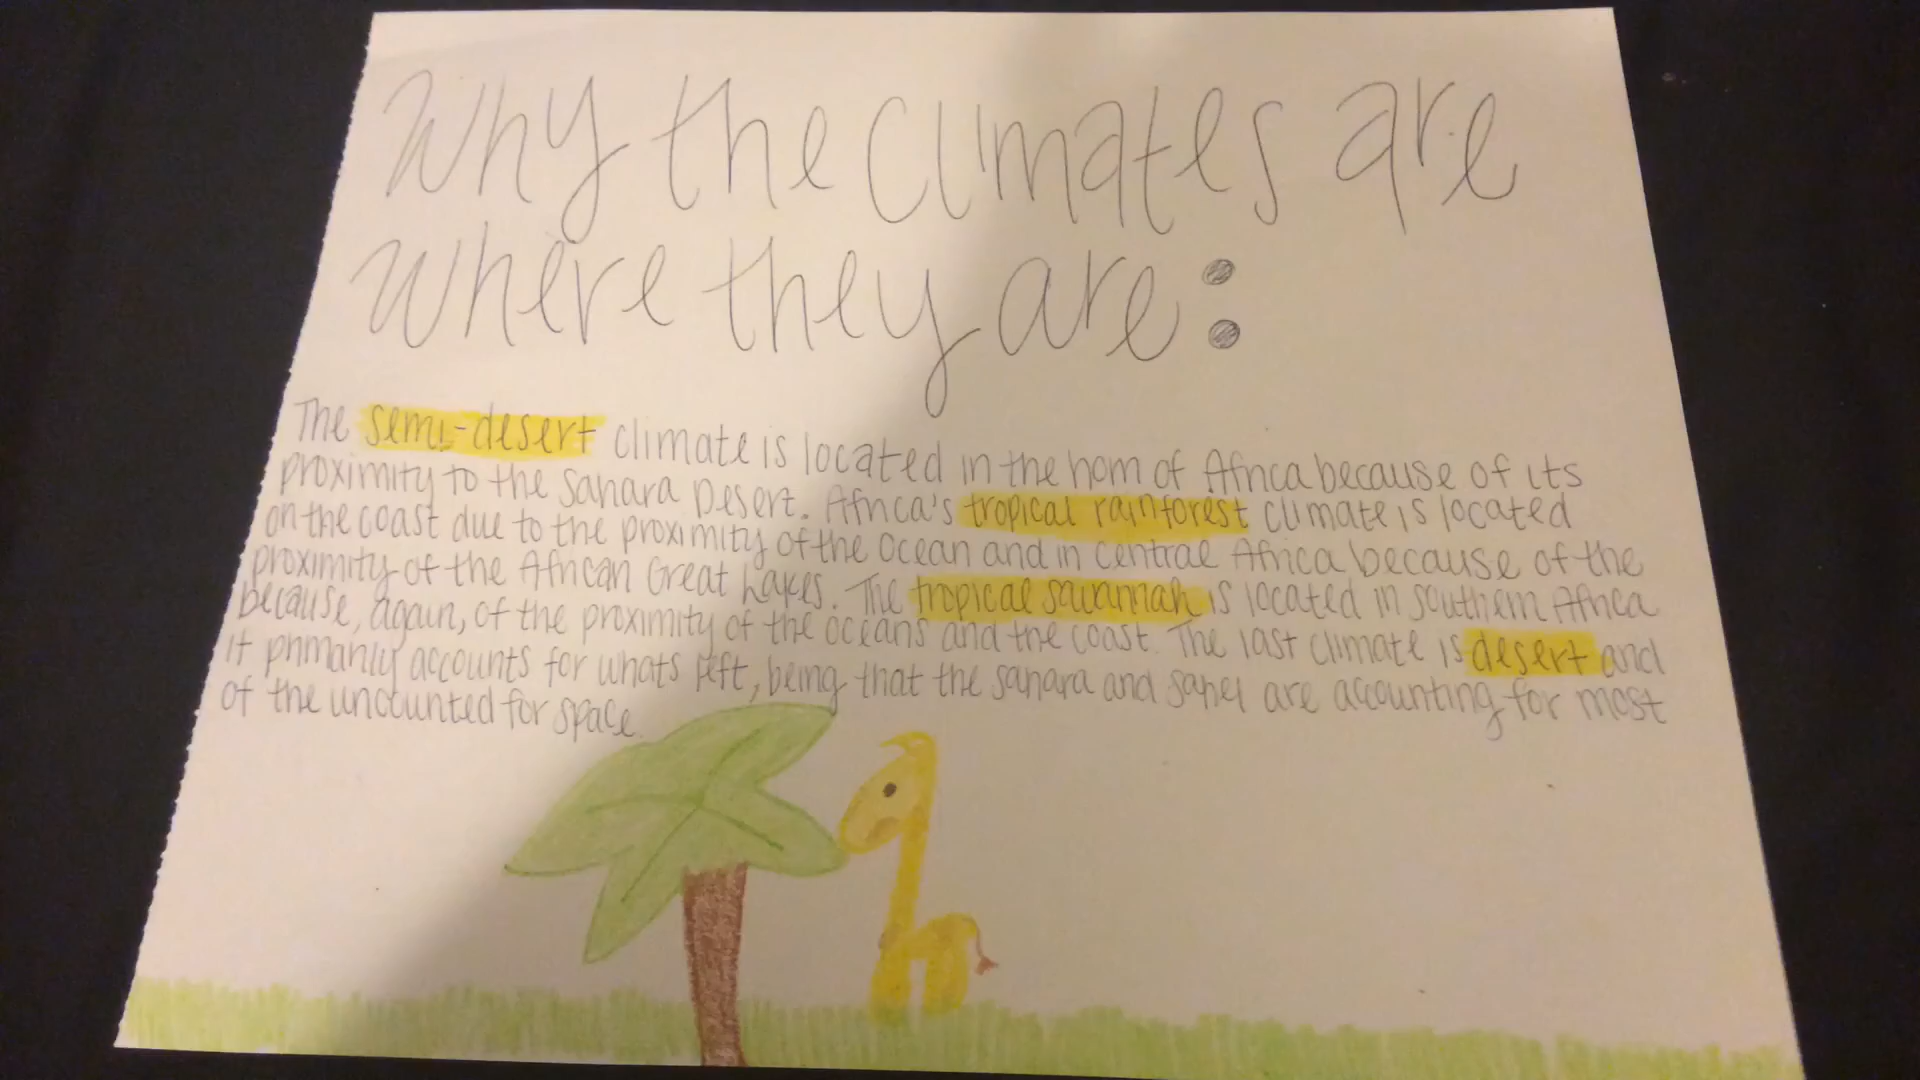 Why the climates are
where they are:
The semi-desert climate is located in the horn of Africa because of its
proximity to the Sahara Desert. Africa's tropical rainforest climate is located
on the coast due to the proximity of the ocean and in central Africa because of the
proximity of the African Great Lakes. The tropical savannah is located in southern Africa
because, again, of the proximity of the oceans and the coast. The last climate is desert and
it primarily accounts for whats left, being that the sahara and sahel are accounting for most
of the uncounted for space.